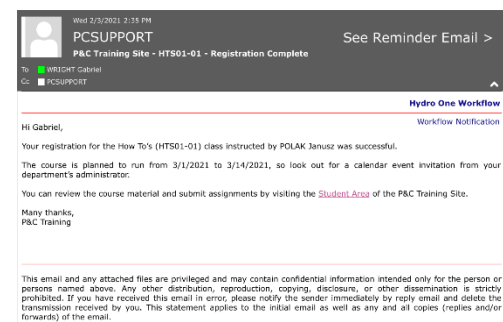 Wed 2/3/2021 2:35 PM
PCSUPPORT
See Reminder Email >
P&C Training Site - HTS01-01 - Registration Complete
To WRIGHT Gabriel
Cc PCSUPPORT
Hydro One Workflow
Workflow Notification
Hi Gabriel,
Your registration for the How To's (HTS01-01) class instructed by POLAK Janusz was successful.
The course is planned to run from 3/1/2021 to 3/14/2021, so look out for a calendar event invitation from your
department's administrator.
You can review the course material and submit assignments by visiting the Student Area of the P&C Training Site.
Many thanks,
P&C Training
This email and any attached files are privileged and may contain confidential information intended only for the person or
persons named above. Any other distribution, reproduction, copying, disclosure, or other dissemination is strictly
prohibited. If you have received this email in error, please notify the sender immediately by reply email and delete the
transmission received by you. This statement applies to the initial email as well as any and all copies (replies and/or
forwards) of the email.